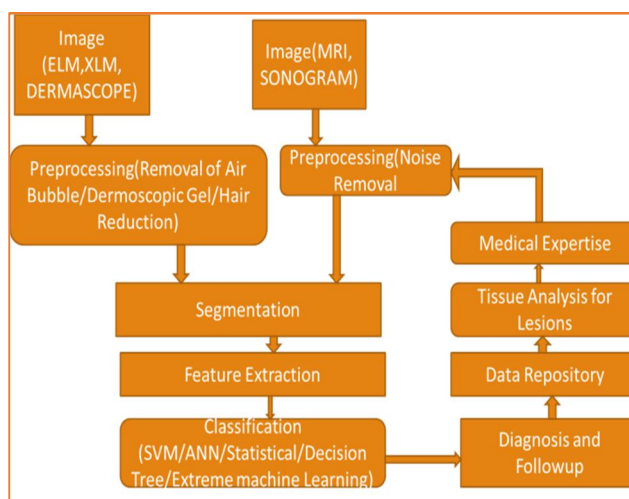 Image
(ELM,XLM,
DERMASCOPE)
Image(MRI,
SONOGRAM)
Preprocessing(Removal of Air
Bubble/Dermoscopic Gel/Hair
Reduction)
Preprocessing(Noise
Removal
Medical Expertise
Segmentation
Tissue Analysis for
Lesions
Feature Extraction
Data Repository
Classification
(SVM/ANN/Statistical/Decision
Tree/Extreme machine Learning)
Diagnosis and
Followup